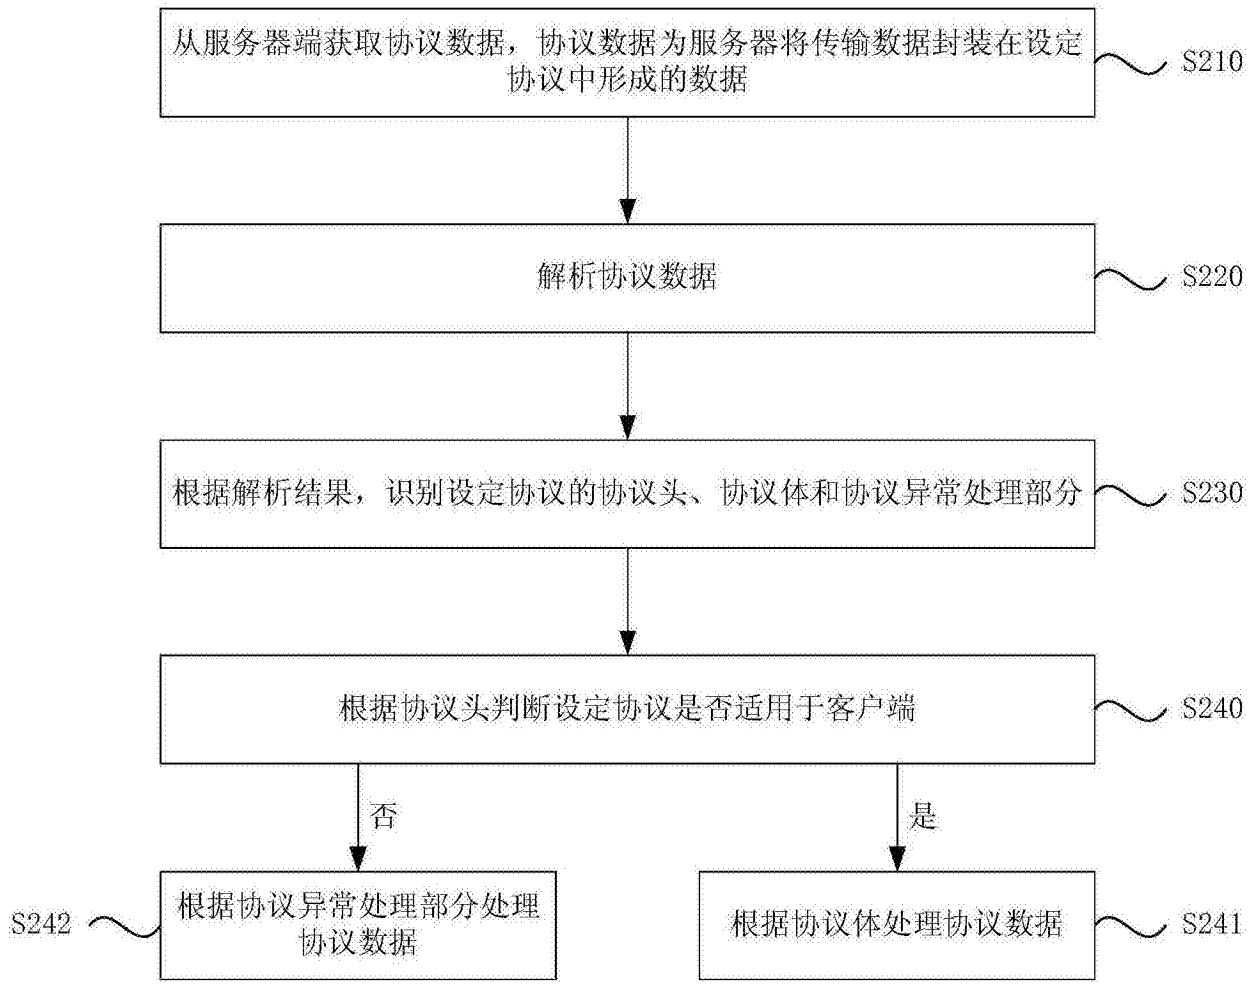 从服务器端获取协议数据，协议数据为服务器将传输数据封装在设定
协议中形成的数据
S210
解析协议数据
S220
根据解析结果，识别设定协议的协议头、协议体和协议异常处理部分
S230
根据协议头判断设定协议是否适用于客户端
S240
否
是
S242
根据协议异常处理部分处理
协议数据
根据协议体处理协议数据
S241